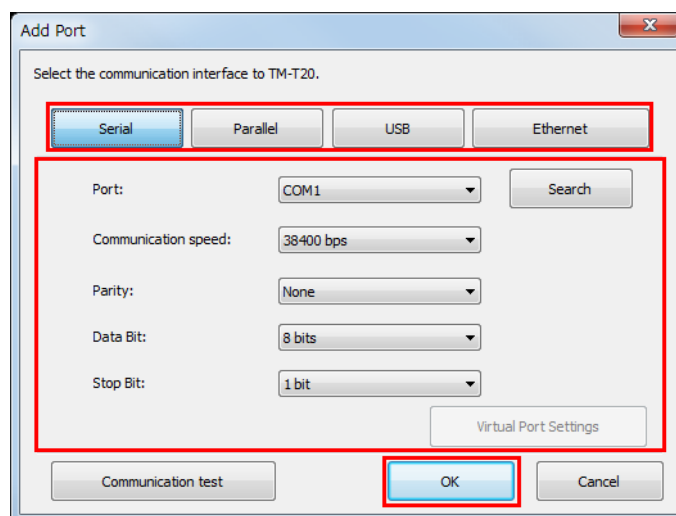 Add Port
Select the communication interface to TM-T20.
Serial Parallel USB Ethernet
Port: COM1 Search
Communication speed: 38400 bps
Parity: None
Data Bit: 8 bits
Stop Bit: 1 bit
Virtual Port Settings
Communication test OK Cancel